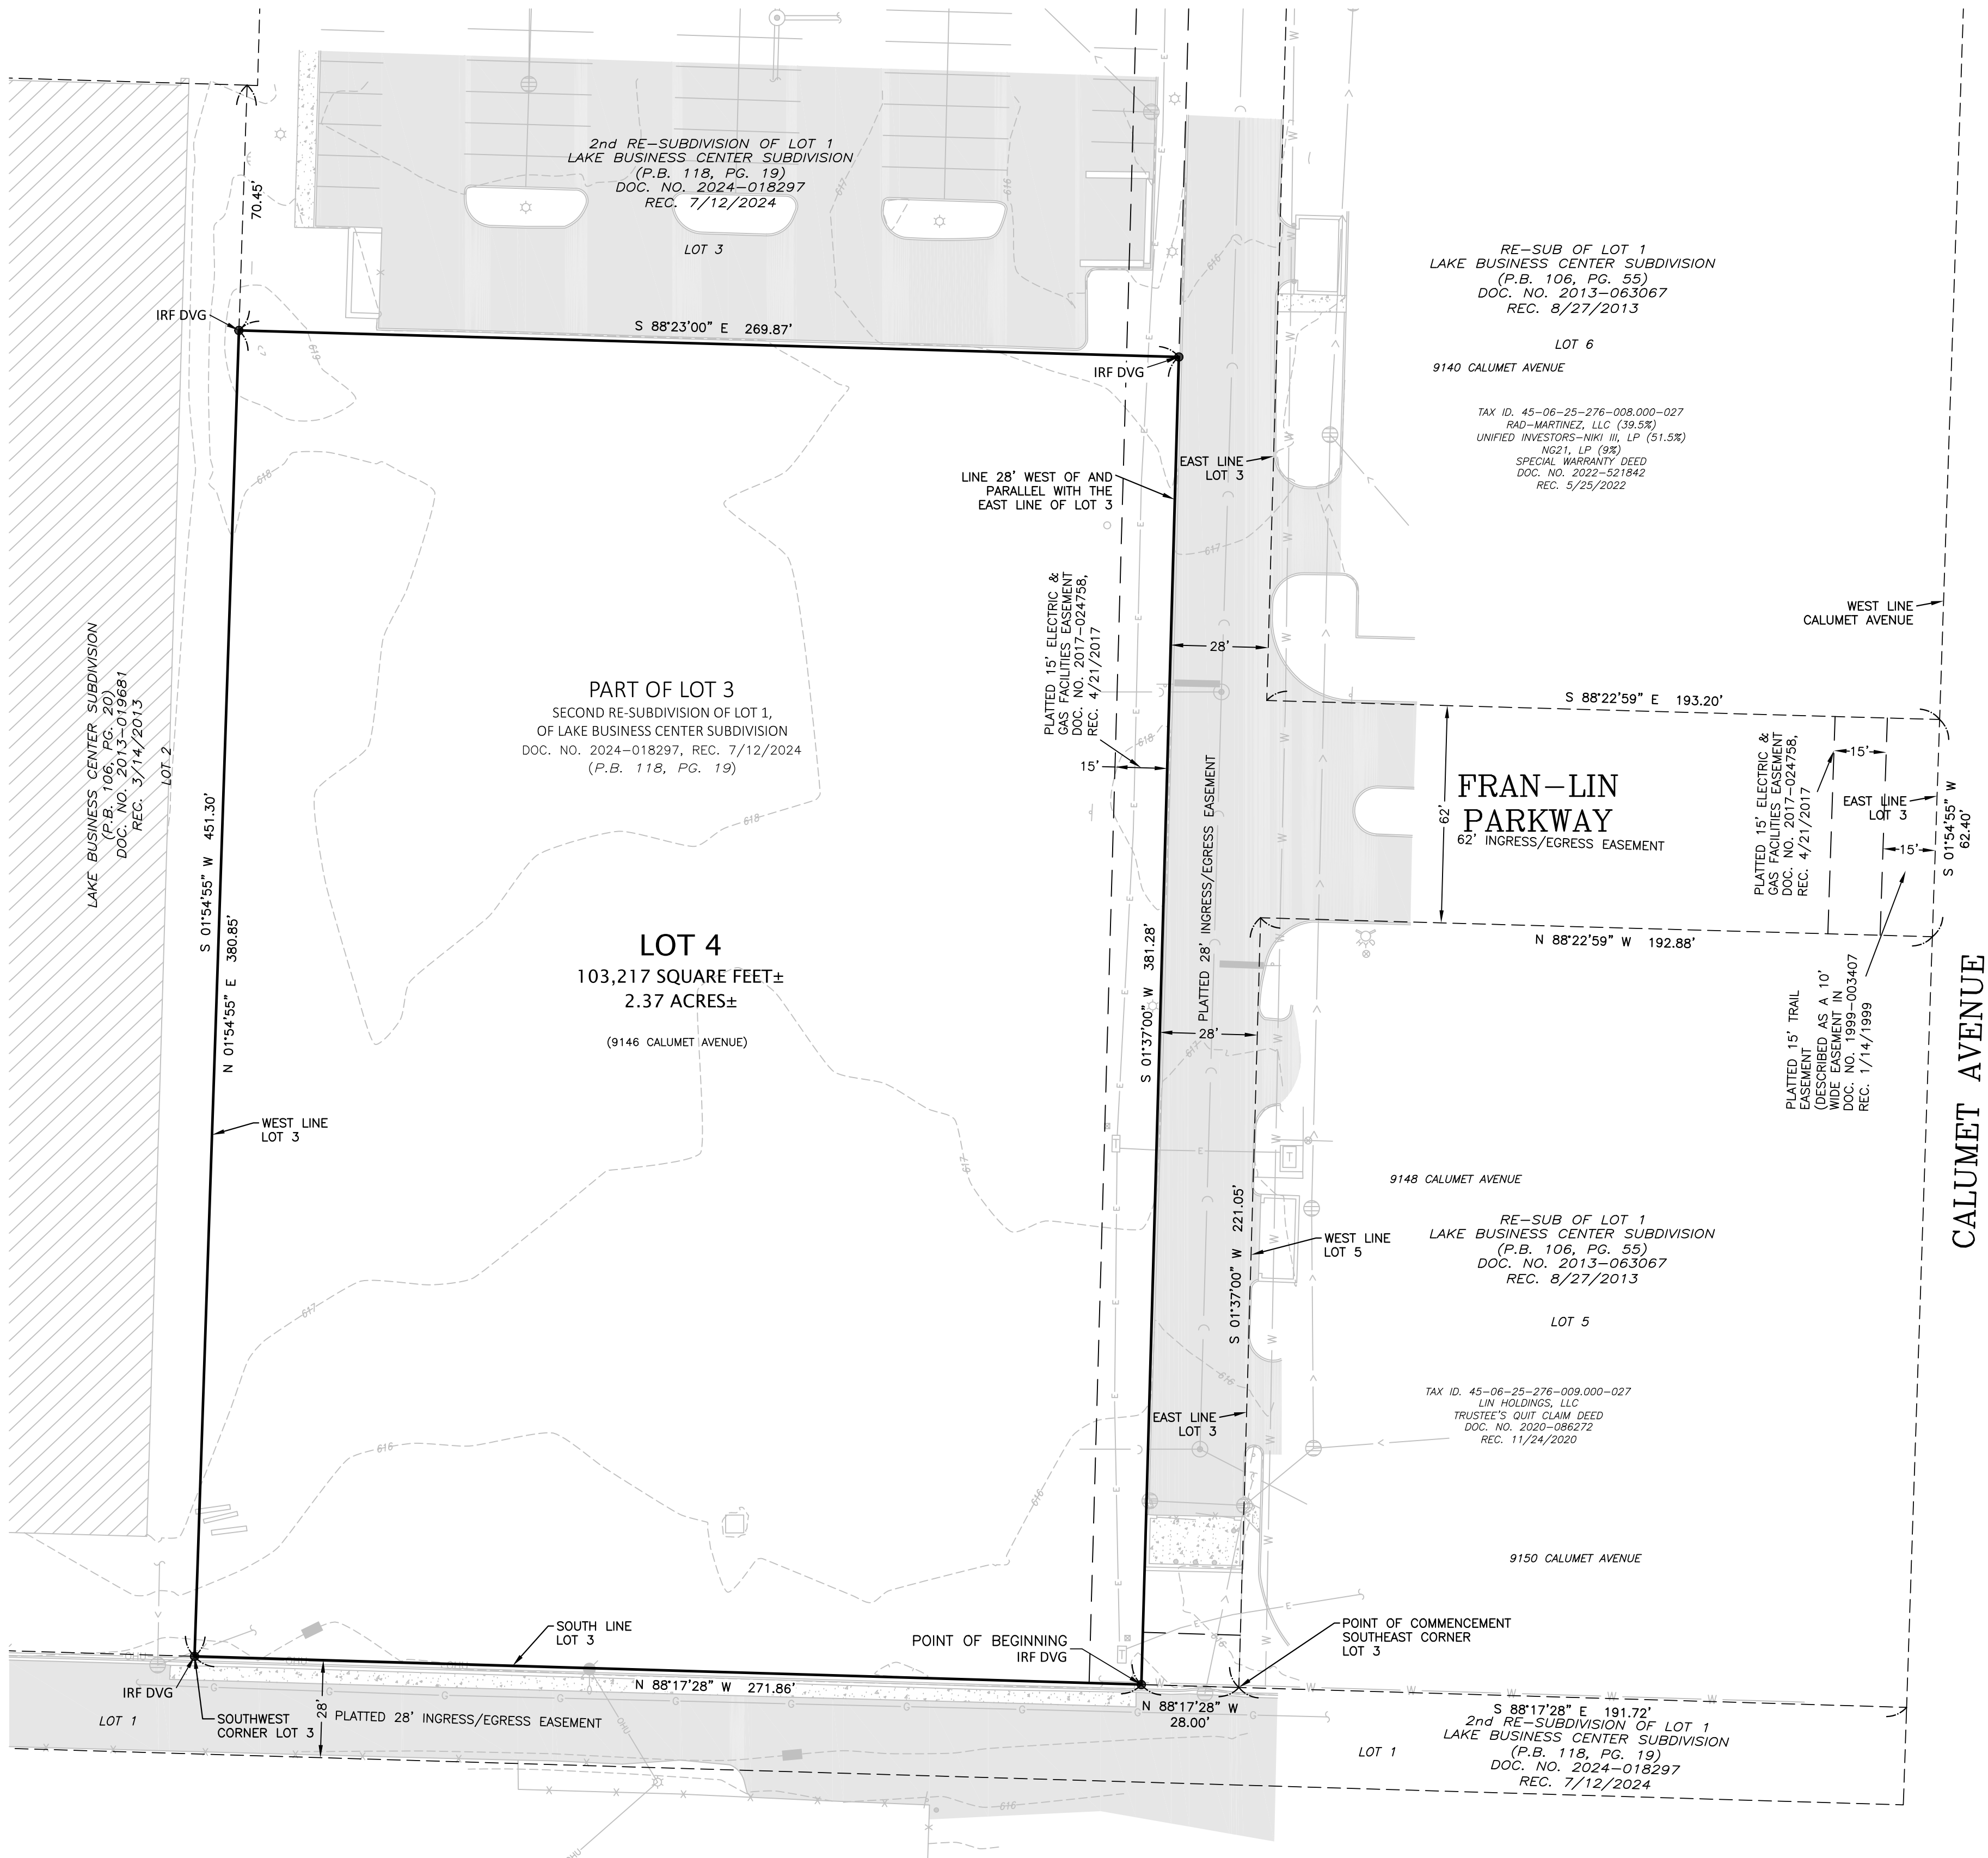 2nd RE-SUBDIVISION OF LOT 1
LAKE BUSINESS CENTER SUBDIVISION
(P.B. 118, PG. 19)
DOC. NO. 2024-018297
REC. 7/12/2024
LOT 3
70.45'
IRF DVG
S 88°23'00" E 269.87'
IRF DVG
RE-SUB OF LOT 1
LAKE BUSINESS CENTER SUBDIVISION
(P.B. 106, PG. 55)
DOC. NO. 2013-063067
REC. 8/27/2013
LOT 6
9140 CALUMET AVENUE
TAX ID. 45-06-25-276-008.000-027
RAD-MARTINEZ, LLC (39.5%)
UNIFIED INVESTORS-NIKI III, LP (51.5%)
NG21, LP (9%)
SPECIAL WARRANTY DEED
DOC. NO. 2022-521842
REC. 5/25/2022
EAST LINE
LOT 3
LINE 28' WEST OF AND
PARALLEL WITH THE
EAST LINE OF LOT 3
WEST LINE
CALUMET AVENUE
PLATTED 15' ELECTRIC &
GAS FACILITIES EASEMENT
DOC. NO. 2017-024758,
REC. 4/21/2017
15'
28'
LAKE BUSINESS CENTER SUBDIVISION
(P.B. 106, PG. 20)
DOC. NO. 2013-019681
REC. 3/14/2013
LOT 2
PART OF LOT 3
SECOND RE-SUBDIVISION OF LOT 1,
OF LAKE BUSINESS CENTER SUBDIVISION
DOC. NO. 2024-018297, REC. 7/12/2024
(P.B. 118, PG. 19)
S 88°22'59" E 193.20'
FRAN-LIN
PARKWAY
62' INGRESS/EGRESS EASEMENT
62'
PLATTED 15' ELECTRIC &
GAS FACILITIES EASEMENT
DOC. NO. 2017-024758,
REC. 4/21/2017
15'
EAST LINE
LOT 3
15'
S 01°54'55" W
62.40'
N 88°22'59" W 192.88'
PLATTED 15' TRAIL
EASEMENT
(DESCRIBED AS A 10'
WIDE EASEMENT IN
DOC. NO. 1999-003407
REC. 1/14/1999
CALUMET AVENUE
S 01°54'55" W 451.30'
N 01°54'55" E 380.85'
LOT 4
103,217 SQUARE FEET±
2.37 ACRES±
(9146 CALUMET AVENUE)
S 01°37'00" W 381.28'
PLATTED 28' INGRESS/EGRESS EASEMENT
28'
WEST LINE
LOT 3
9148 CALUMET AVENUE
S 01°37'00" W 221.05'
WEST LINE
LOT 5
RE-SUB OF LOT 1
LAKE BUSINESS CENTER SUBDIVISION
(P.B. 106, PG. 55)
DOC. NO. 2013-063067
REC. 8/27/2013
LOT 5
TAX ID. 45-06-25-276-009.000-027
LIN HOLDINGS, LLC
TRUSTEE'S QUIT CLAIM DEED
DOC. NO. 2020-086272
REC. 11/24/2020
EAST LINE
LOT 3
9150 CALUMET AVENUE
SOUTH LINE
LOT 3
POINT OF BEGINNING
IRF DVG
POINT OF COMMENCEMENT
SOUTHEAST CORNER
LOT 3
IRF DVG
N 88°17'28" W 271.86'
N 88°17'28" W
28.00'
S 88°17'28" E 191.72'
LOT 1
SOUTHWEST
CORNER LOT 3
28'
PLATTED 28' INGRESS/EGRESS EASEMENT
LOT 1
2nd RE-SUBDIVISION OF LOT 1
LAKE BUSINESS CENTER SUBDIVISION
(P.B. 118, PG. 19)
DOC. NO. 2024-018297
REC. 7/12/2024
619
618
618
618
617
617
617
617
617
616
616
616
616
616
616